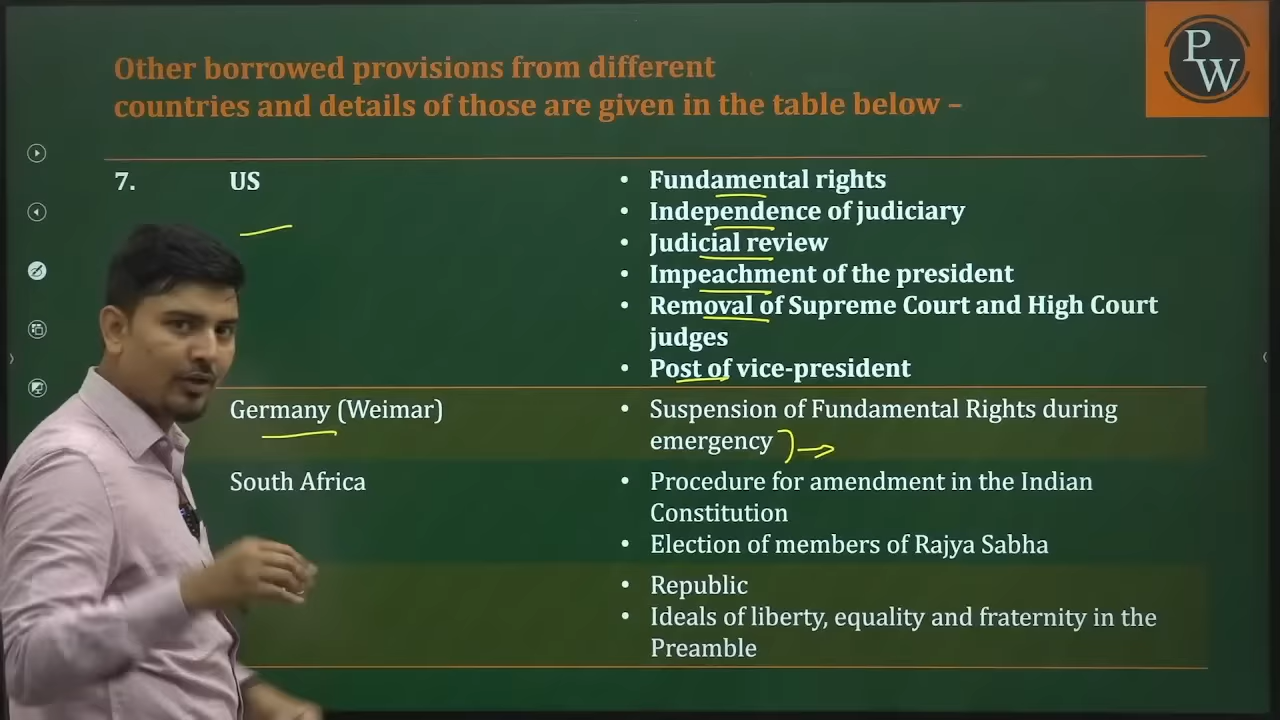 Other borrowed provisions from different
countries and details of those are given in the table below –
PW
7. US
• Fundamental rights
• Independence of judiciary
• Judicial review
• Impeachment of the president
• Removal of Supreme Court and High Court
judges
• Post of vice-president
Germany (Weimar)
• Suspension of Fundamental Rights during
emergency
South Africa
• Procedure for amendment in the Indian
Constitution
• Election of members of Rajya Sabha
• Republic
• Ideals of liberty, equality and fraternity in the
Preamble